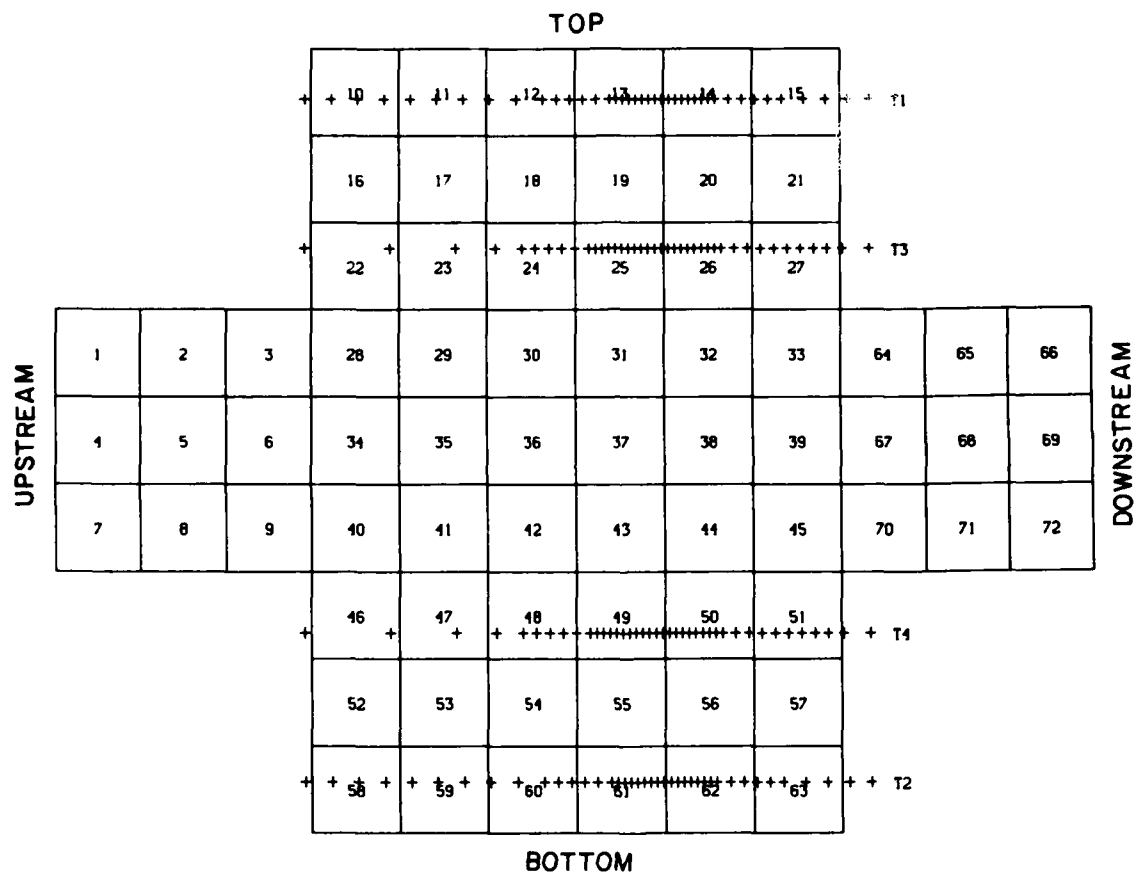 TOP
10 11 12 13 14 15 T1
16 17 18 19 20 21
22 23 24 25 26 27 T3
UPSTREAM
1 2 3 28 29 30 31 32 33 64 65 66
4 5 6 34 35 36 37 38 39 67 68 69
7 8 9 40 41 42 43 44 45 70 71 72
DOWNSTREAM
46 47 48 49 50 51 T4
52 53 54 55 56 57
58 59 60 61 62 63 T2
BOTTOM